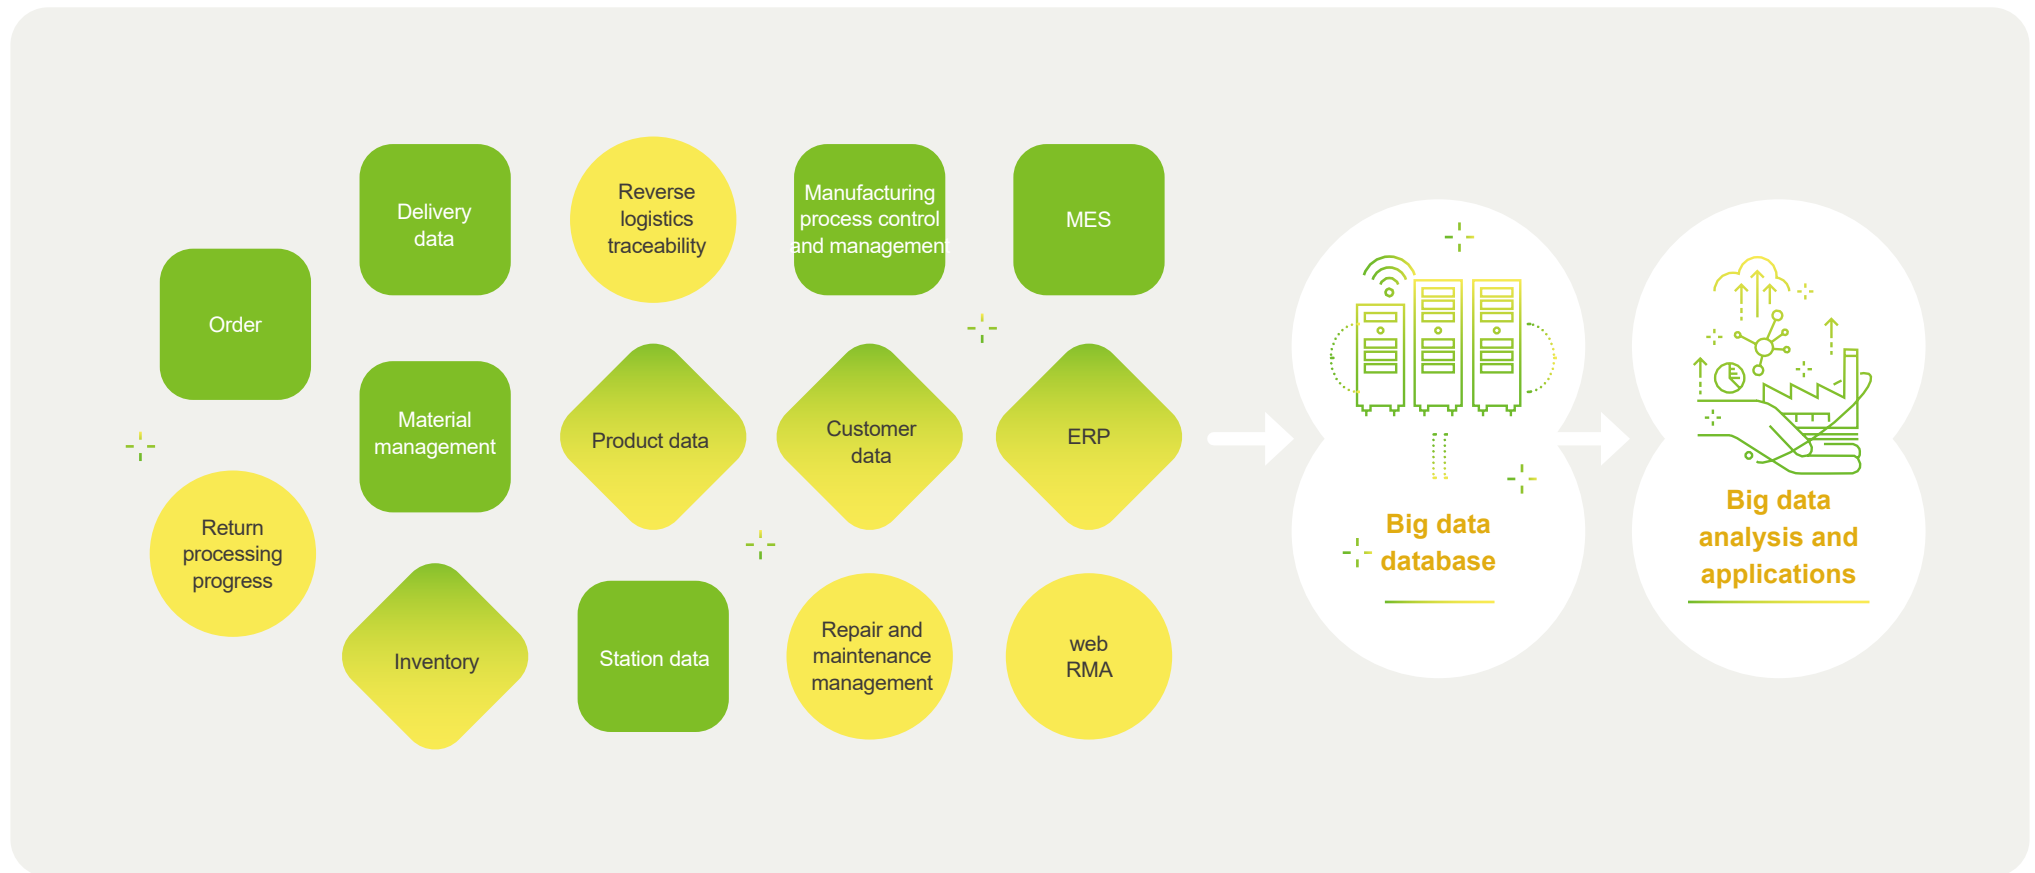 Order
Return
processing
progress
Delivery
data
Material
management
Inventory
Reverse
logistics
traceability
Product data
Station data
Manufacturing
process control
and management
Customer
data
Repair and
maintenance
management
MES
ERP
web
RMA
Big data
database
Big data
analysis and
applications